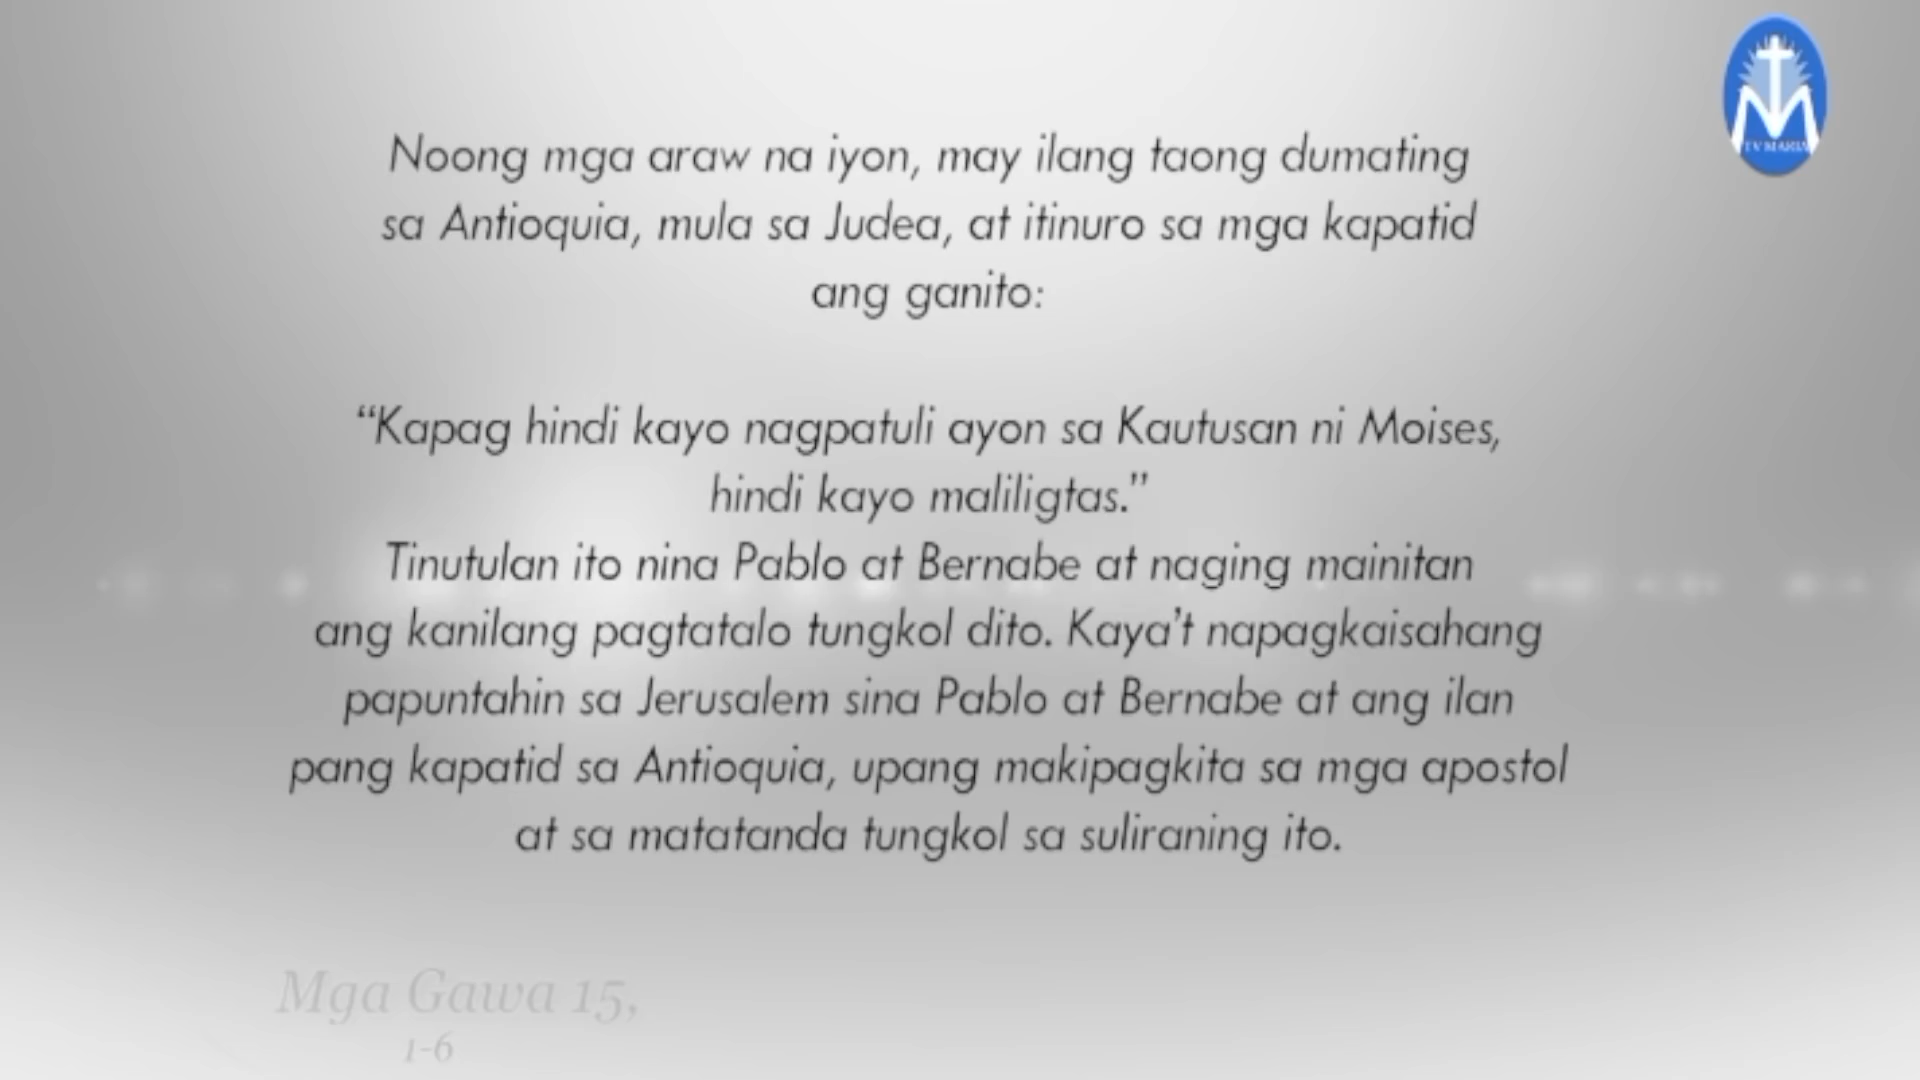 TV MARIA
Noong mga araw na iyon, may ilang taong dumating
sa Antioquia, mula sa Judea, at itinuro sa mga kapatid
ang ganito:
“Kapag hindi kayo nagpatuli ayon sa Kautusan ni Moises,
hindi kayo maliligtas.”
Tinutulan ito nina Pablo at Bernabe at naging mainitan
ang kanilang pagtatalo tungkol dito. Kaya’t napagkaisahang
papuntahin sa Jerusalem sina Pablo at Bernabe at ang ilan
pang kapatid sa Antioquia, upang makipagkita sa mga apostol
at sa matatanda tungkol sa suliraning ito.
Mga Gawa 15,
1-6